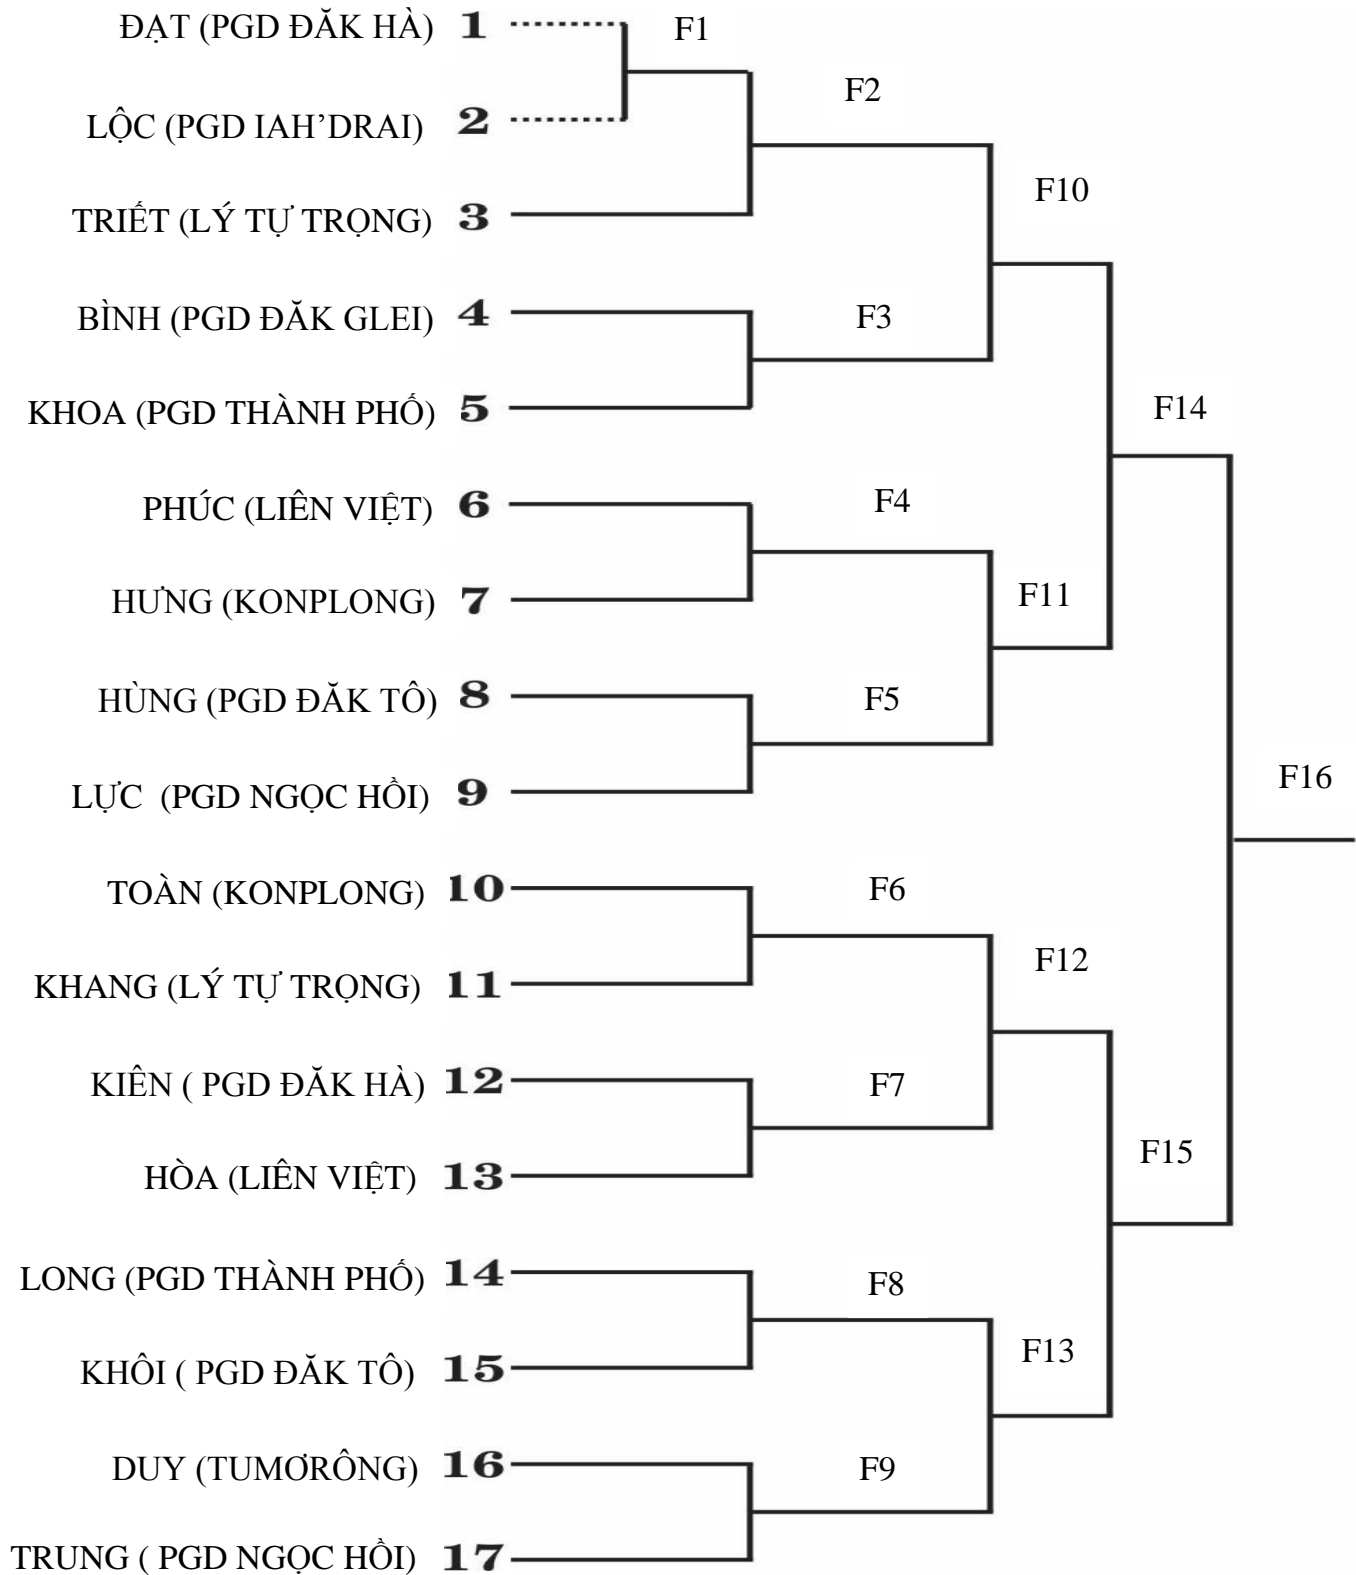 ĐẠT (PGD ĐĂK HÀ) 1 F1
F2
LỘC (PGD IAH'DRAI) 2
F10
TRIẾT (LÝ TỰ TRỌNG) 3
BÌNH (PGD ĐĂK GLEI) 4 F3
KHOA (PGD THÀNH PHỐ) 5 F14
PHÚC (LIÊN VIỆT) 6 F4
HƯNG (KONPLONG) 7 F11
HÙNG (PGD ĐĂK TÔ) 8 F5
F16
LỰC (PGD NGỌC HỒI) 9
TOÀN (KONPLONG) 10 F6
F12
KHANG (LÝ TỰ TRỌNG) 11
KIÊN ( PGD ĐĂK HÀ) 12 F7
F15
HÒA (LIÊN VIỆT) 13
LONG (PGD THÀNH PHỐ) 14 F8
F13
KHÔI ( PGD ĐĂK TÔ) 15
DUY (TUMƠRÔNG) 16 F9
TRUNG ( PGD NGỌC HỒI) 17